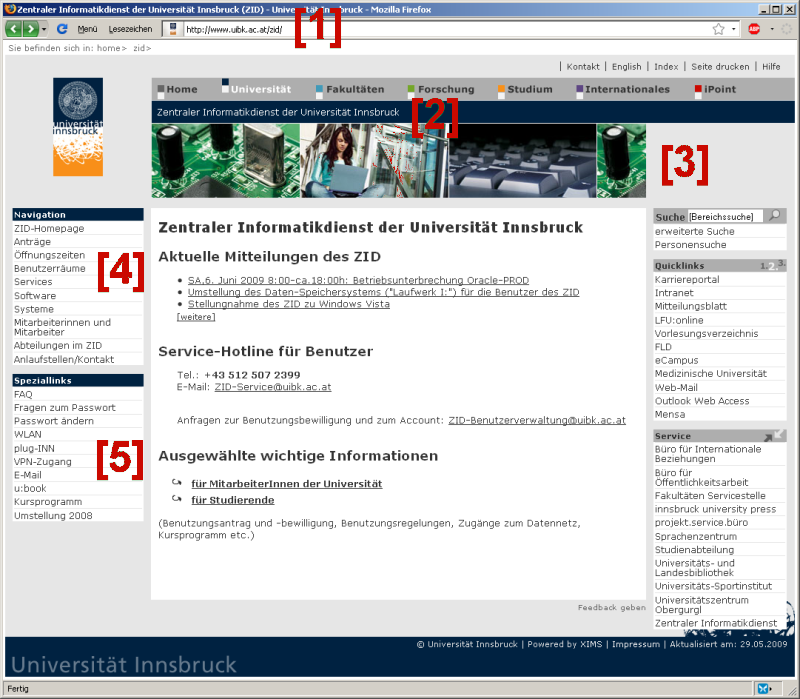 Zentraler Informatikdienst der Universität Innsbruck (ZID) - Universität Innsbruck - Mozilla Firefox
[1]
Menü Lesezeichen http://www.uibk.ac.at/zid/ ABP
Sie befinden sich in: home> zid>
| Kontakt | English | Index | Seite drucken | Hilfe
universität
innsbruck
Home Universität Fakultäten Forschung Studium Internationales iPoint
Zentraler Informatikdienst der Universität Innsbruck
[2]
[3]
Navigation
ZID-Homepage
Anträge
Öffnungszeiten
Benutzerräume
Services
Software
Systeme
Mitarbeiterinnen und
Mitarbeiter
Abteilungen im ZID
Anlaufstellen/Kontakt
[4]
Speziallinks
FAQ
Fragen zum Passwort
Passwort ändern
WLAN
plug-INN
VPN-Zugang
E-Mail
u:book
Kursprogramm
Umstellung 2008
[5]
Zentraler Informatikdienst der Universität Innsbruck
Aktuelle Mitteilungen des ZID
• SA,6. Juni 2009 8:00-ca.18:00h: Betriebsunterbrechung Oracle-PROD
• Umstellung des Daten-Speichersystems ("Laufwerk I:") für die Benutzer des ZID
• Stellungnahme des ZID zu Windows Vista
[weitere]
Service-Hotline für Benutzer
Tel.: +43 512 507 2399
E-Mail: ZID-Service@uibk.ac.at
Anfragen zur Benutzungsbewilligung und zum Account: ZID-Benutzerverwaltung@uibk.ac.at
Ausgewählte wichtige Informationen
für MitarbeiterInnen der Universität
für Studierende
(Benutzungsantrag und -bewilligung, Benutzungsregelungen, Zugänge zum Datennetz,
Kursprogramm etc.)
Feedback geben
Suche [Bereichssuche]
erweiterte Suche
Personensuche
Quicklinks 1.2.3.
Karriereportal
Intranet
Mitteilungsblatt
LFU:online
Vorlesungsverzeichnis
FLD
eCampus
Medizinische Universität
Web-Mail
Outlook Web Access
Mensa
Service
Büro für Internationale
Beziehungen
Büro für
Öffentlichkeitsarbeit
Fakultäten Servicestelle
innsbruck university press
projekt.service.büro
Sprachenzentrum
Studienabteilung
Universitäts- und
Landesbibliothek
Universitäts-Sportinstitut
Universitätszentrum
Obergurgl
Zentraler Informatikdienst
© Universität Innsbruck | Powered by XIMS | Impressum | Aktualisiert am: 29.05.2009
Universität Innsbruck
Fertig